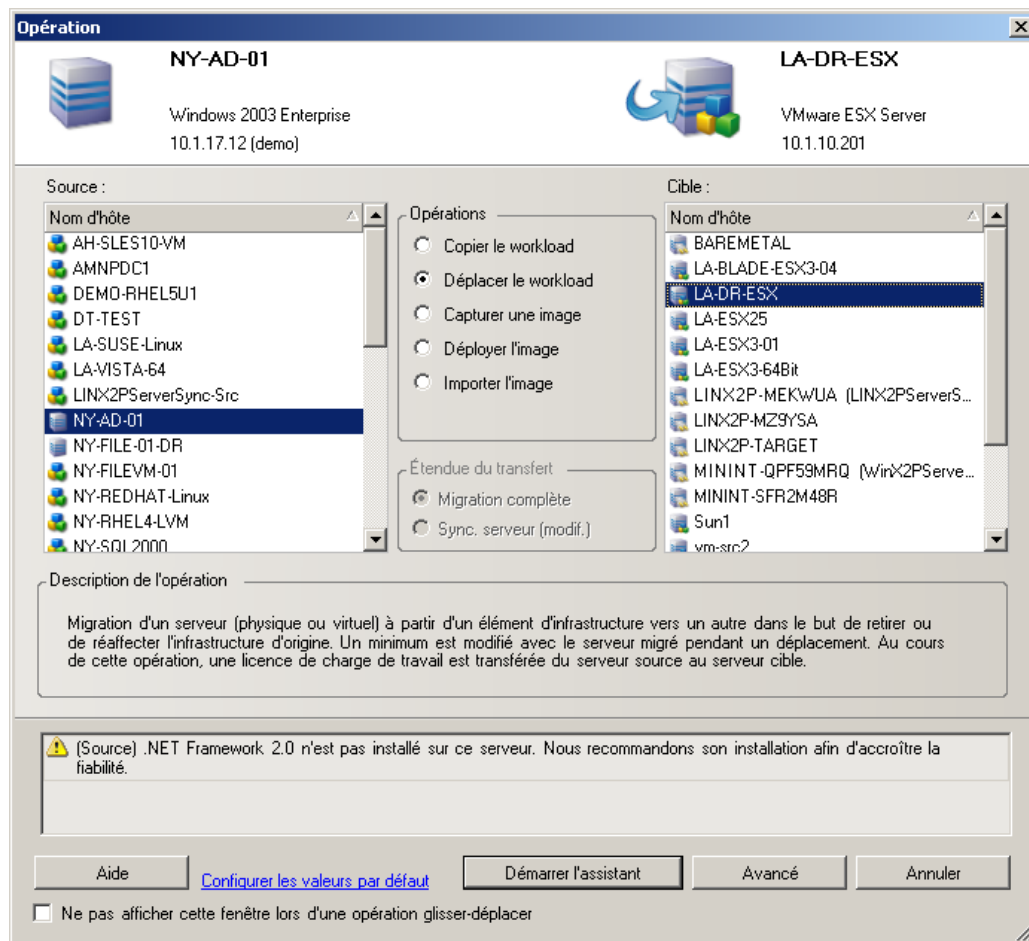 Opération
NY-AD-01
Windows 2003 Enterprise
10.1.17.12 (demo)
LA-DR-ESX
VMware ESX Server
10.1.10.201
Source :
Nom d'hôte
AH-SLES10-VM
AMNPDC1
DEMO-RHEL5U1
DT-TEST
LA-SUSE-Linux
LA-VISTA-64
LINX2PServerSync-Src
NY-AD-01
NY-FILE-01-DR
NY-FILEVM-01
NY-REDHAT-Linux
NY-RHEL4-LVM
NY-SQL2000
Opérations
Copier le workload
Déplacer le workload
Capturer une image
Déployer l'image
Importer l'image
Étendue du transfert
Migration complète
Sync. serveur (modif.)
Cible :
Nom d'hôte
BAREMETAL
LA-BLADE-ESX3-04
LA-DR-ESX
LA-ESX25
LA-ESX3-01
LA-ESX3-64Bit
LINX2P-MEKWUA (LINX2PServerS...
LINX2P-MZ9YSA
LINX2P-TARGET
MININT-QPF59MRQ (WinX2PServe...
MININT-SFR2M48R
Sun1
vm-src2
Description de l'opération
Migration d'un serveur (physique ou virtuel) à partir d'un élément d'infrastructure vers un autre dans le but de retirer ou
de réaffecter l'infrastructure d'origine. Un minimum est modifié avec le serveur migré pendant un déplacement. Au cours
de cette opération, une licence de charge de travail est transférée du serveur source au serveur cible.
(Source) .NET Framework 2.0 n'est pas installé sur ce serveur. Nous recommandons son installation afin d'accroître la
fiabilité.
Aide
Configurer les valeurs par défaut
Démarrer l'assistant
Avancé
Annuler
Ne pas afficher cette fenêtre lors d'une opération glisser-déplacer